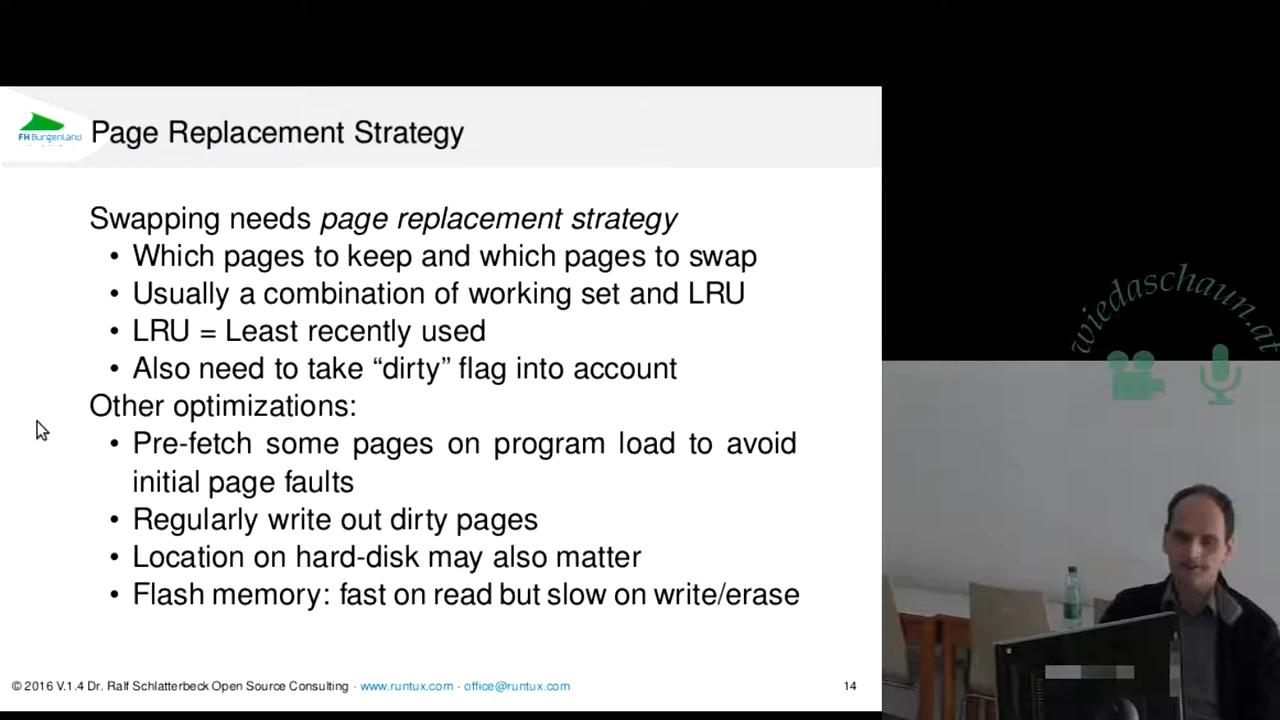 FH Burgenland
Page Replacement Strategy
Swapping needs page replacement strategy
• Which pages to keep and which pages to swap
• Usually a combination of working set and LRU
• LRU = Least recently used
• Also need to take “dirty” flag into account
Other optimizations:
• Pre-fetch some pages on program load to avoid
initial page faults
• Regularly write out dirty pages
• Location on hard-disk may also matter
• Flash memory: fast on read but slow on write/erase
© 2016 V.1.4 Dr. Ralf Schlatterbeck Open Source Consulting · www.runtux.com · office@runtux.com
14
wiedaschaun.at